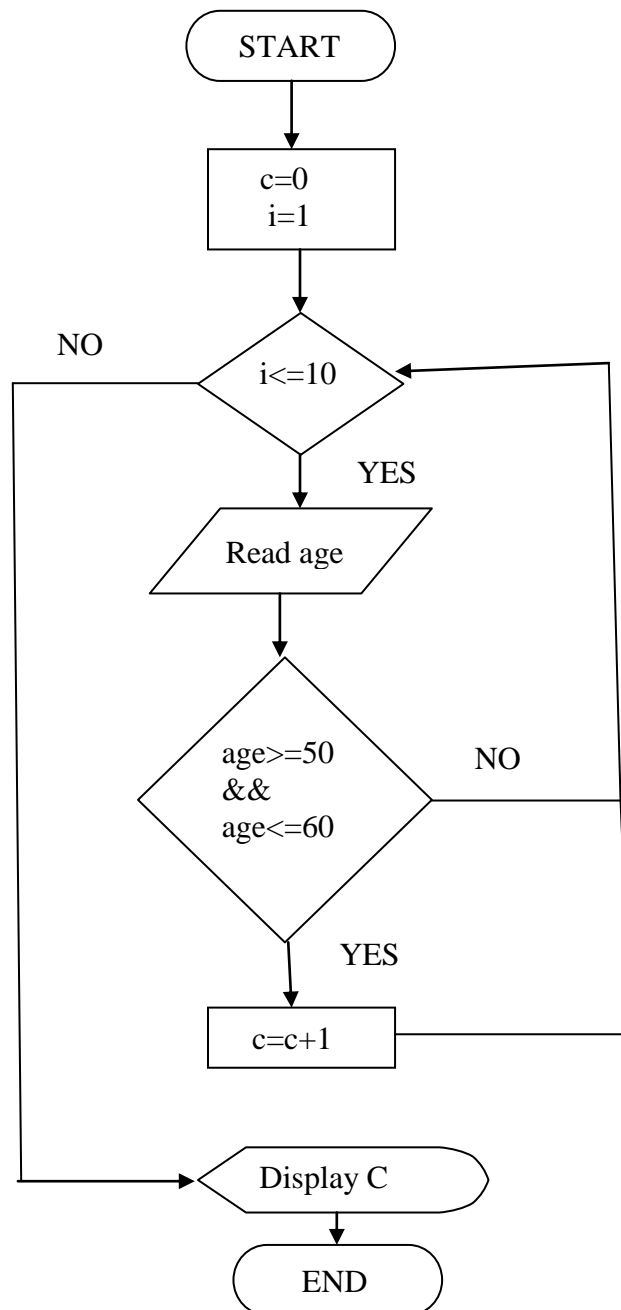 START
c=0
i=1
NO
i<=10
YES
Read age
age>=50
&&
age<=60
NO
YES
c=c+1
Display C
END